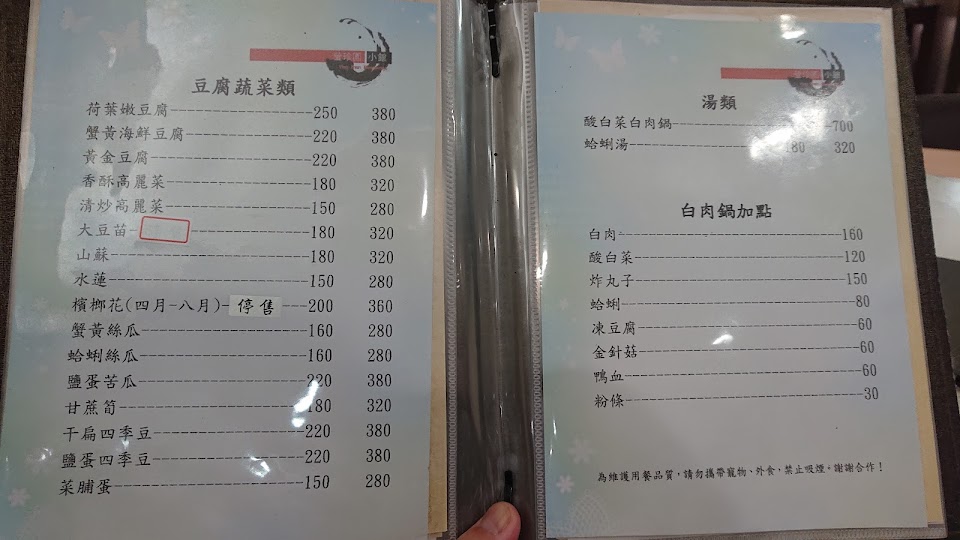 小館
豆腐蔬菜類
荷葉嫩豆腐 250 380
蟹黃海鮮豆腐 220 380
黃金豆腐 220 380
香酥高麗菜 180 320
清炒高麗菜 150 280
大豆苗 180 320
山蘇 180 320
水蓮 150 280
檳榔花(四月-八月) 停售 200 360
蟹黃絲瓜 160 280
蛤蜊絲瓜 160 280
鹽蛋苦瓜 220 380
甘蔗筍 180 320
干扁四季豆 220 380
鹽蛋四季豆 220 380
菜脯蛋 150 280
小館
湯類
酸白菜白肉鍋 700
蛤蜊湯 180 320
白肉鍋加點
白肉 160
酸白菜 120
炸丸子 150
蛤蜊 80
凍豆腐 60
金針菇 60
鴨血 60
粉條 30
為維護用餐品質，請勿攜帶寵物、外食，禁止吸煙。謝謝合作！